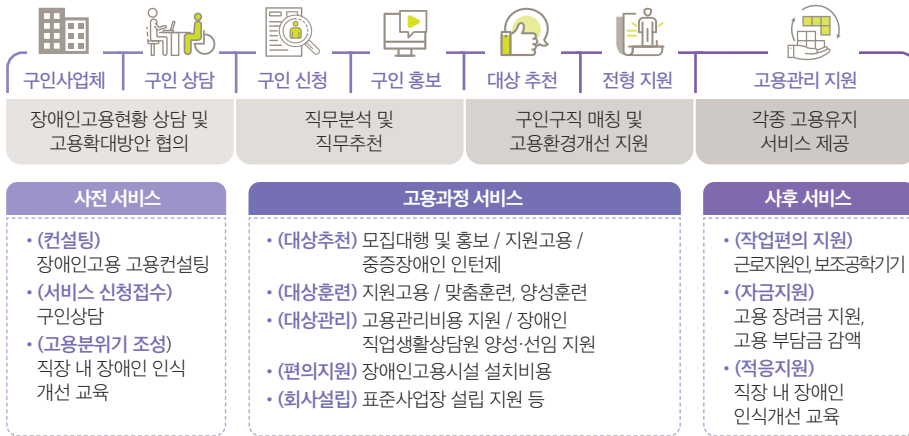 구인사업체
구인 상담
구인 신청
구인 홍보
대상 추천
전형 지원
고용관리 지원
장애인고용현황 상담 및
고용확대방안 협의
직무분석 및
직무추천
구인구직 매칭 및
고용환경개선 지원
각종 고용유지
서비스 제공
사전 서비스
• (컨설팅)
장애인고용 고용컨설팅
• (서비스 신청접수)
구인상담
• (고용분위기 조성)
직장 내 장애인 인식
개선 교육
고용과정 서비스
• (대상추천) 모집대행 및 홍보 / 지원고용 /
중증장애인 인턴제
• (대상훈련) 지원고용 / 맞춤훈련, 양성훈련
• (대상관리) 고용관리비용 지원 / 장애인
직업생활상담원 양성·선임 지원
• (편의지원) 장애인고용시설 설치비용
• (회사설립) 표준사업장 설립 지원 등
사후 서비스
• (작업편의 지원)
근로지원인, 보조공학기기
• (자금지원)
고용 장려금 지원,
고용 부담금 감액
• (적응지원)
직장 내 장애인
인식개선 교육